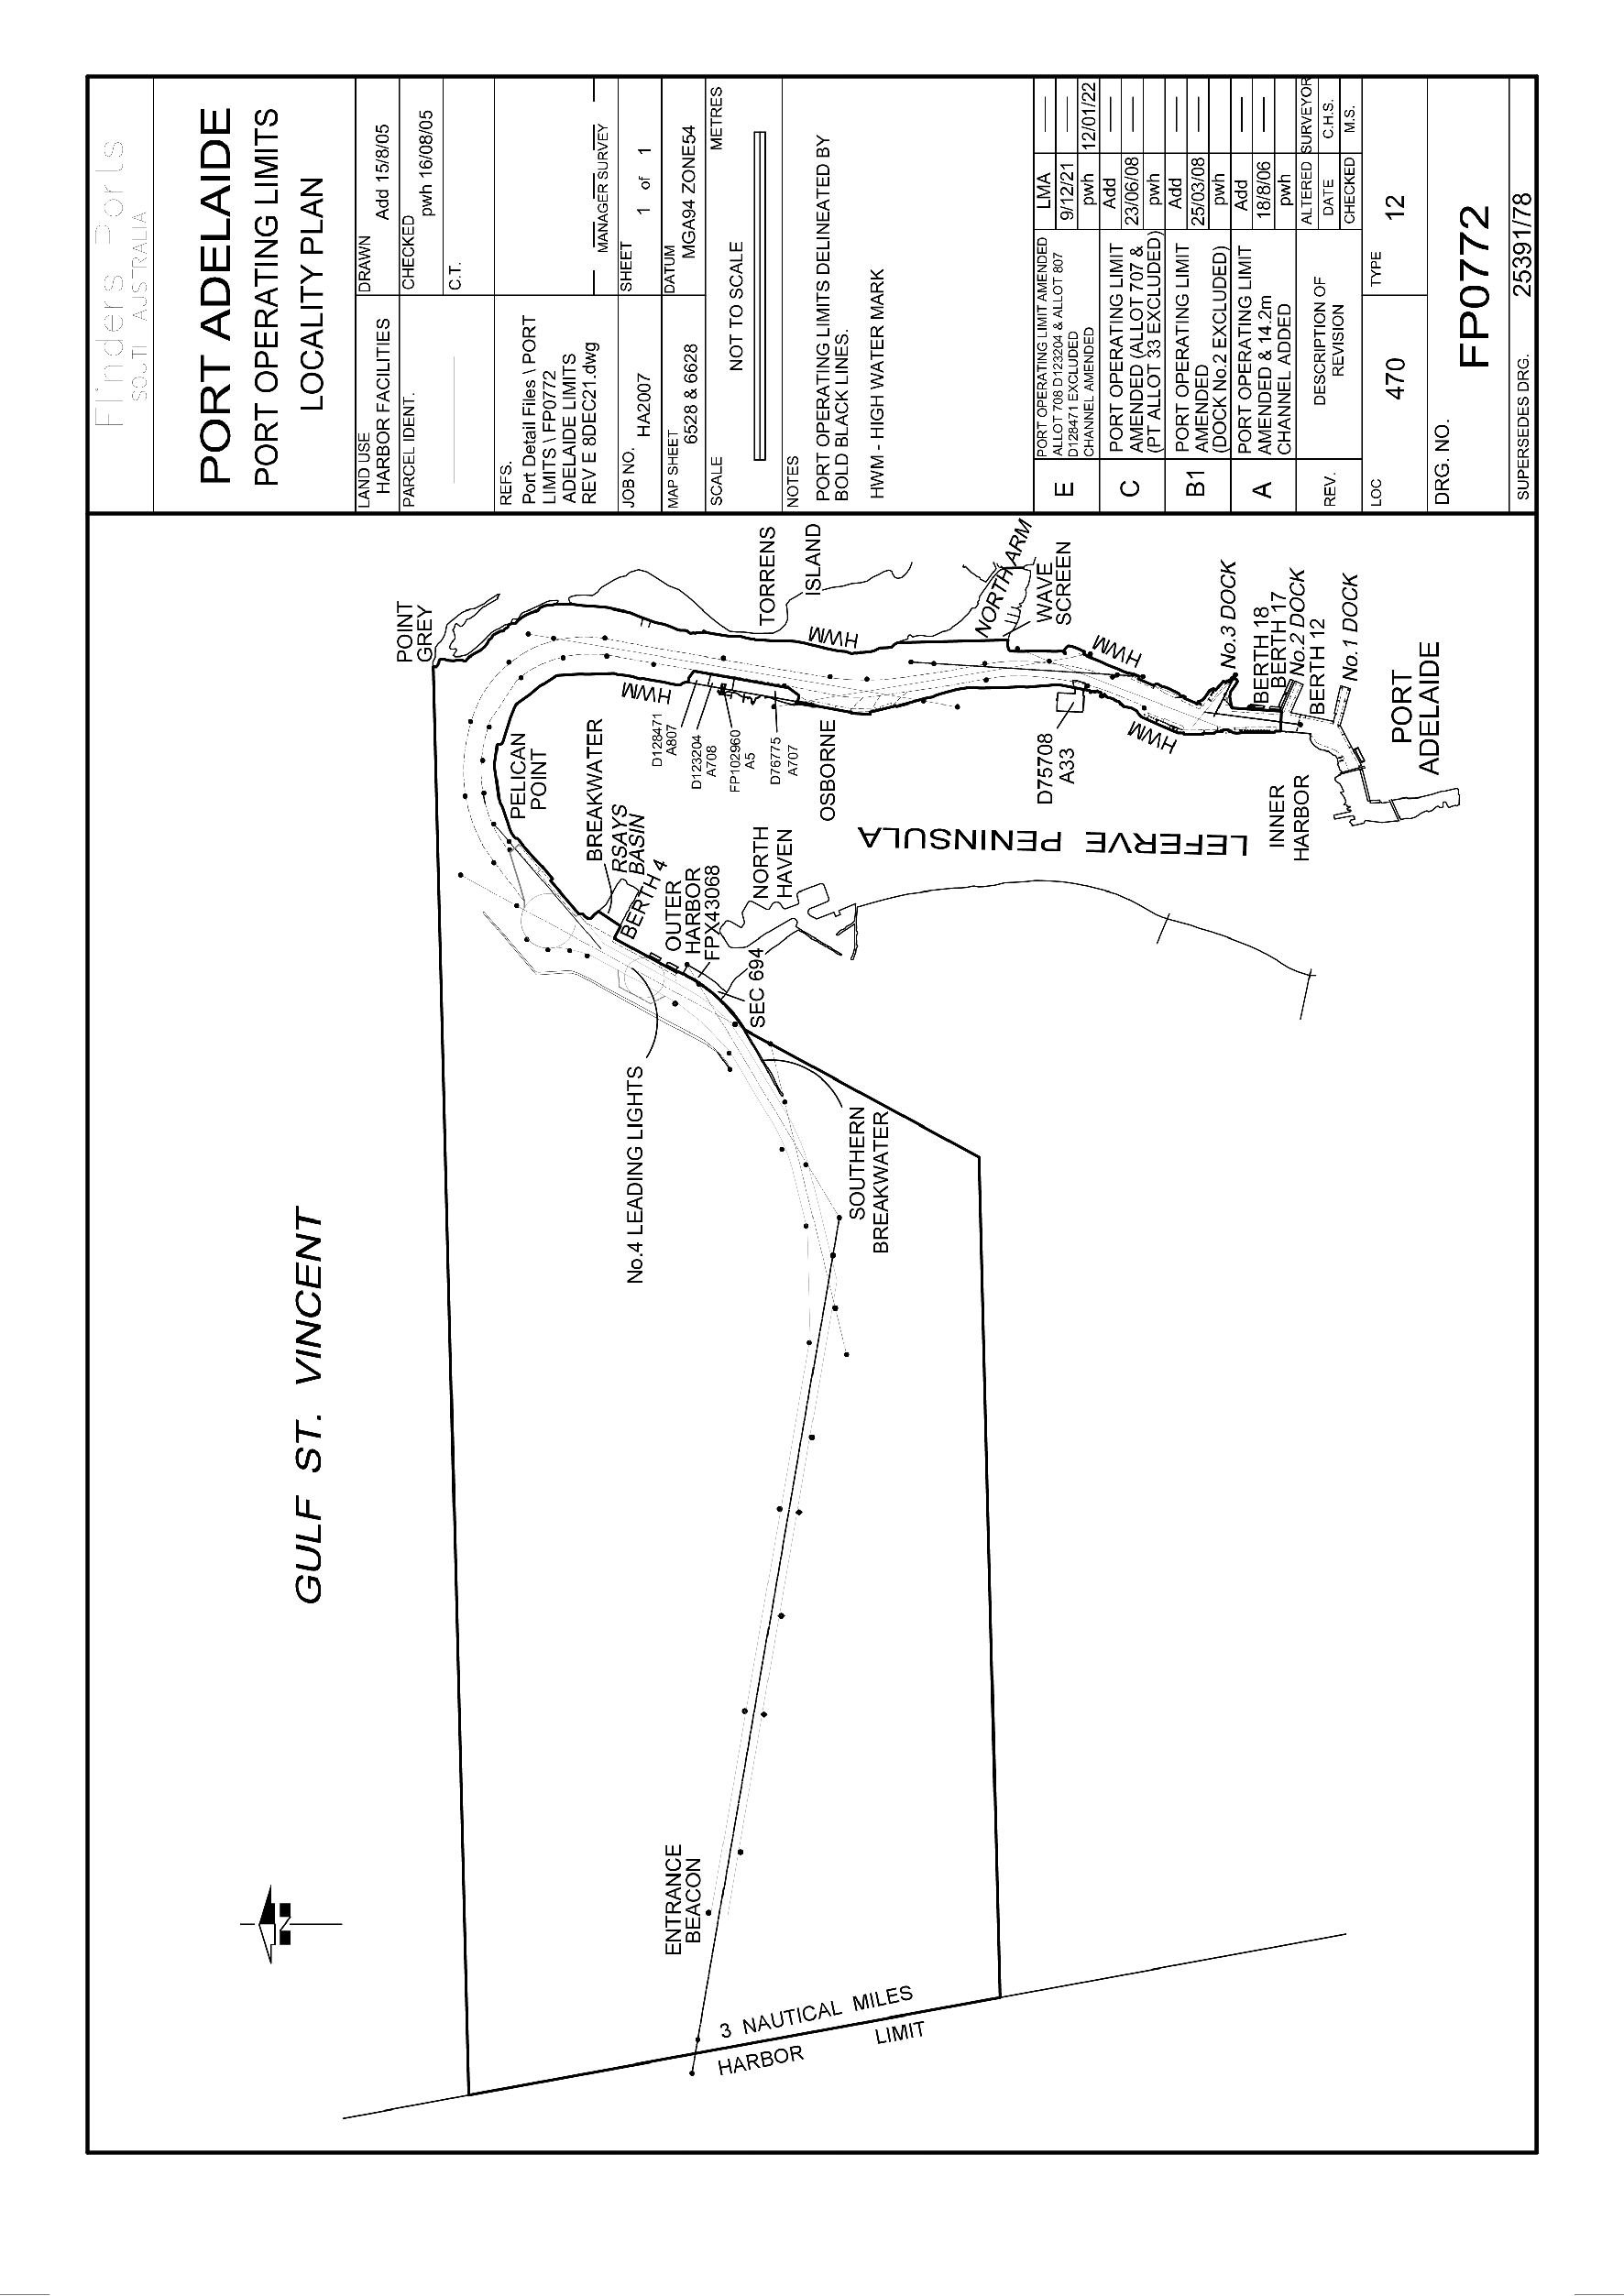 Flinders Ports
SOUTH AUSTRALIA
PORT ADELAIDE
PORT OPERATING LIMITS
LOCALITY PLAN
LAND USE
HARBOR FACILITIES
DRAWN
Add 15/8/05
PARCEL IDENT.
CHECKED
pwh 16/08/05
C.T.
REFS.
Port Detail Files \ PORT
LIMITS \ FP0772
ADELAIDE LIMITS
REV E 8DEC21.dwg
MANAGER SURVEY
JOB NO.
HA2007
SHEET
1 of 1
MAP SHEET
6528 & 6628
DATUM
MGA94 ZONE54
SCALE
NOT TO SCALE
METRES
NOTES
PORT OPERATING LIMITS DELINEATED BY
BOLD BLACK LINES.
HWM - HIGH WATER MARK
E
PORT OPERATING LIMIT AMENDED
ALLOT 708 D123204 & ALLOT 807
D128471 EXCLUDED
CHANNEL AMENDED
LMA
9/12/21
pwh
12/01/22
C
PORT OPERATING LIMIT
AMENDED (ALLOT 707 &
(PT ALLOT 33 EXCLUDED)
Add
23/06/08
pwh
B1
PORT OPERATING LIMIT
AMENDED
(DOCK No.2 EXCLUDED)
Add
25/03/08
pwh
A
PORT OPERATING LIMIT
AMENDED & 14.2m
CHANNEL ADDED
Add
18/8/06
pwh
REV.
DESCRIPTION OF
REVISION
ALTERED
SURVEYOR
DATE
C.H.S.
CHECKED
M.S.
LOC
470
TYPE
12
DRG. NO.
FP0772
SUPERSEDES DRG.
25391/78
GULF ST. VINCENT
POINT
GREY
PELICAN
POINT
BREAKWATER
RSAYS
BASIN
BERTH 4
OUTER
HARBOR
FPX43068
NORTH
HAVEN
SEC 694
No.4 LEADING LIGHTS
SOUTHERN
BREAKWATER
ENTRANCE
BEACON
3 NAUTICAL MILES
HARBOR LIMIT
HWM
D128471
A807
D123204
A708
FP102960
A5
D76775
A707
OSBORNE
TORRENS
ISLAND
HWM
NORTH ARM
WAVE
SCREEN
HWM
D75708
A33
HWM
LEFERVE PENINSULA
No.3 DOCK
BERTH 18
BERTH 17
No.2 DOCK
BERTH 12
No.1 DOCK
INNER
HARBOR
PORT
ADELAIDE